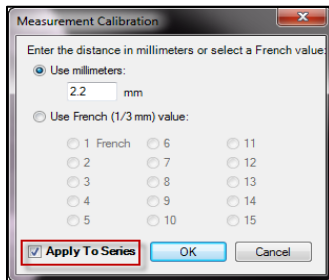 Measurement Calibration
Enter the distance in millimeters or select a French value:
Use millimeters:
2.2 mm
Use French (1/3 mm) value:
1 French 6 11
2 7 12
3 8 13
4 9 14
5 10 15
Apply To Series OK Cancel